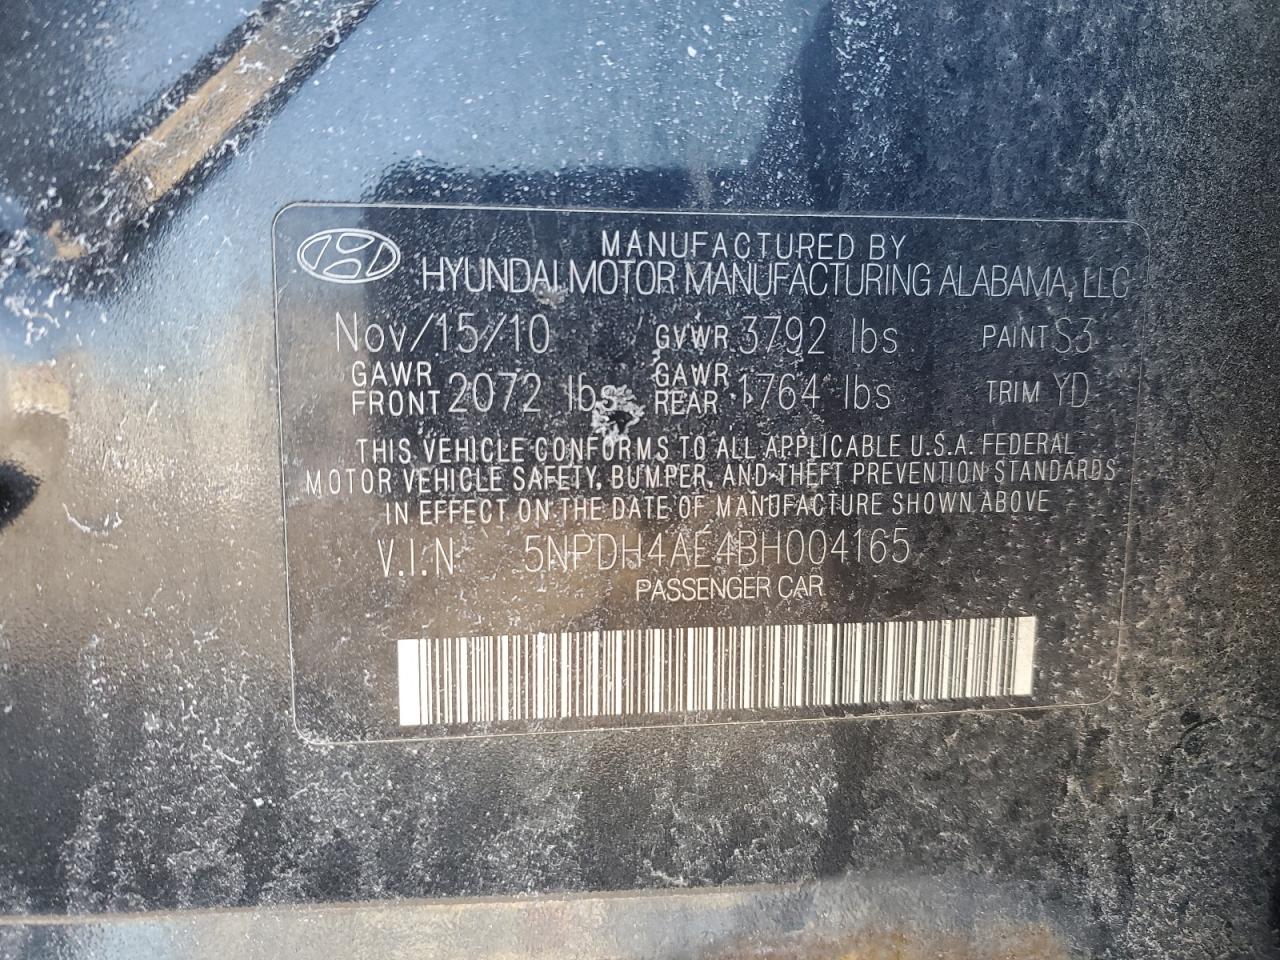 MANUFACTURED BY
HYUNDAI MOTOR MANUFACTURING ALABAMA, LLC
Nov/15/10 GVWR 3792 lbs PAINT S3
GAWR FRONT 2072 lbs GAWR REAR 1764 lbs TRIM YD
THIS VEHICLE CONFORMS TO ALL APPLICABLE U.S.A. FEDERAL
MOTOR VEHICLE SAFETY, BUMPER, AND THEFT PREVENTION STANDARDS
IN EFFECT ON THE DATE OF MANUFACTURE SHOWN ABOVE
V.I.N 5NPDH4AE4BH004165
PASSENGER CAR